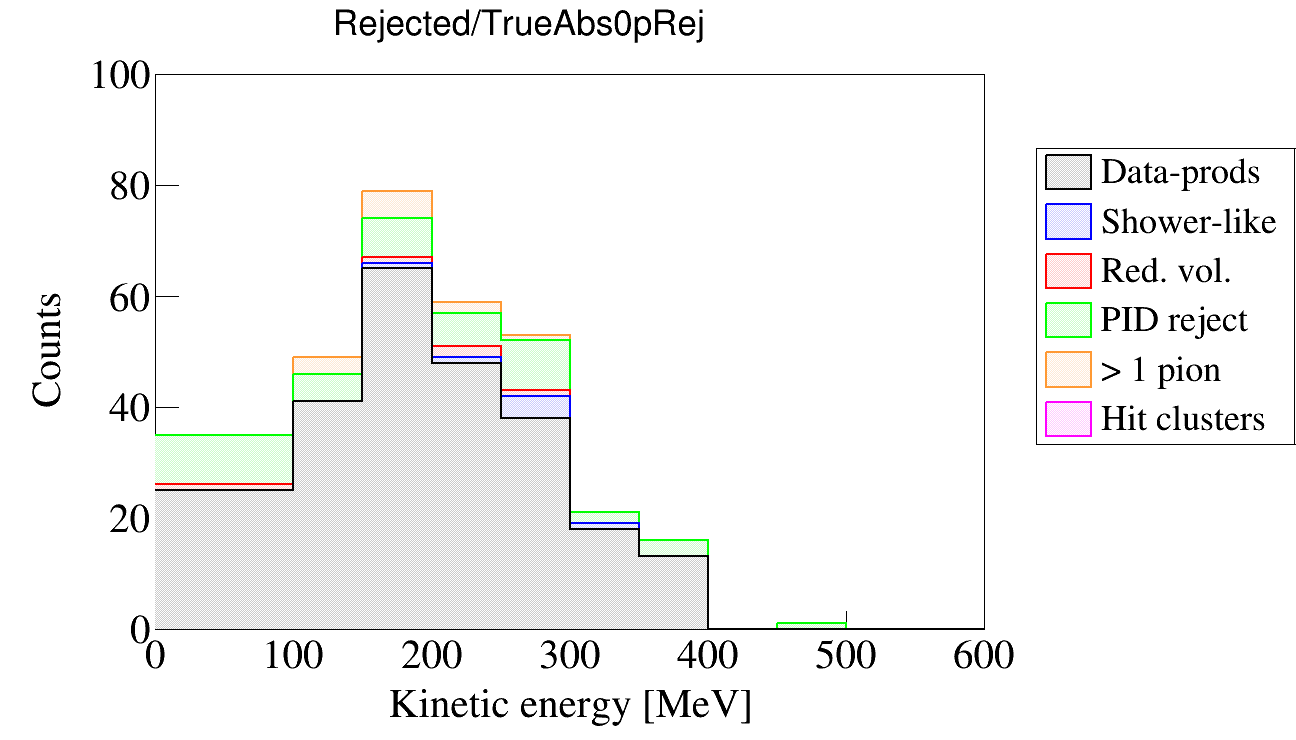 Rejected/TrueAbs0pRej
100
80
60
40
20
0
Counts
0 100 200 300 400 500 600
Kinetic energy [MeV]
Data-prods
Shower-like
Red. vol.
PID reject
> 1 pion
Hit clusters